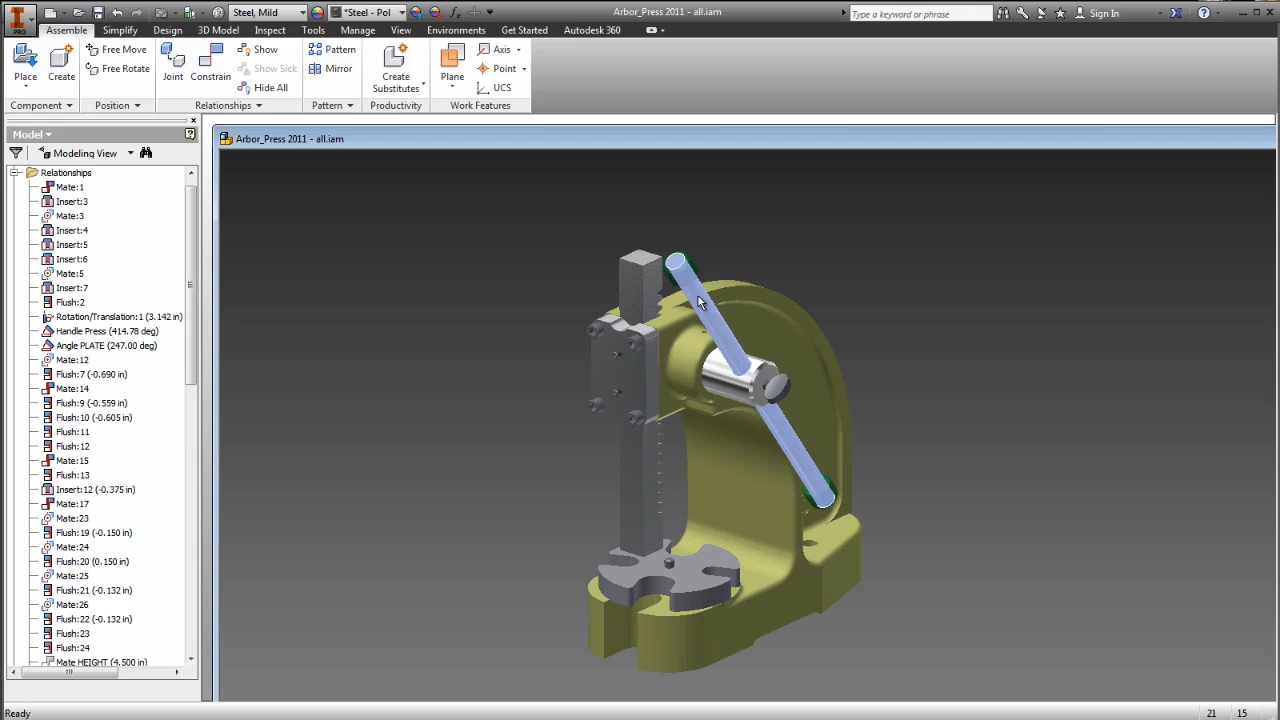 Steel, Mild
*Steel - Pol
Arbor_Press 2011 - all.iam
Type a keyword or phrase
Sign In
PRO
Assemble
Simplify
Design
3D Model
Inspect
Tools
Manage
View
Environments
Get Started
Autodesk 360
Place
Create
Free Move
Free Rotate
Joint
Constrain
Show
Show Sick
Hide All
Pattern
Mirror
Create
Substitutes
Plane
Axis
Point
UCS
Component
Position
Relationships
Pattern
Productivity
Work Features
Model
Modeling View
Arbor_Press 2011 - all.iam
Relationships
Mate:1
Insert:3
Mate:3
Insert:4
Insert:5
Insert:6
Mate:5
Insert:7
Flush:2
Rotation/Translation:1 (3.142 in)
Handle Press (414.78 deg)
Angle PLATE (247.00 deg)
Mate:12
Flush:7 (-0.690 in)
Mate:14
Flush:9 (-0.559 in)
Flush:10 (-0.605 in)
Flush:11
Flush:12
Mate:15
Flush:13
Insert:12 (-0.375 in)
Mate:17
Mate:23
Flush:19 (-0.150 in)
Mate:24
Flush:20 (0.150 in)
Mate:25
Flush:21 (-0.132 in)
Mate:26
Flush:22 (-0.132 in)
Flush:23
Flush:24
Mate HEIGHT (4.500 in)
Ready
21
15